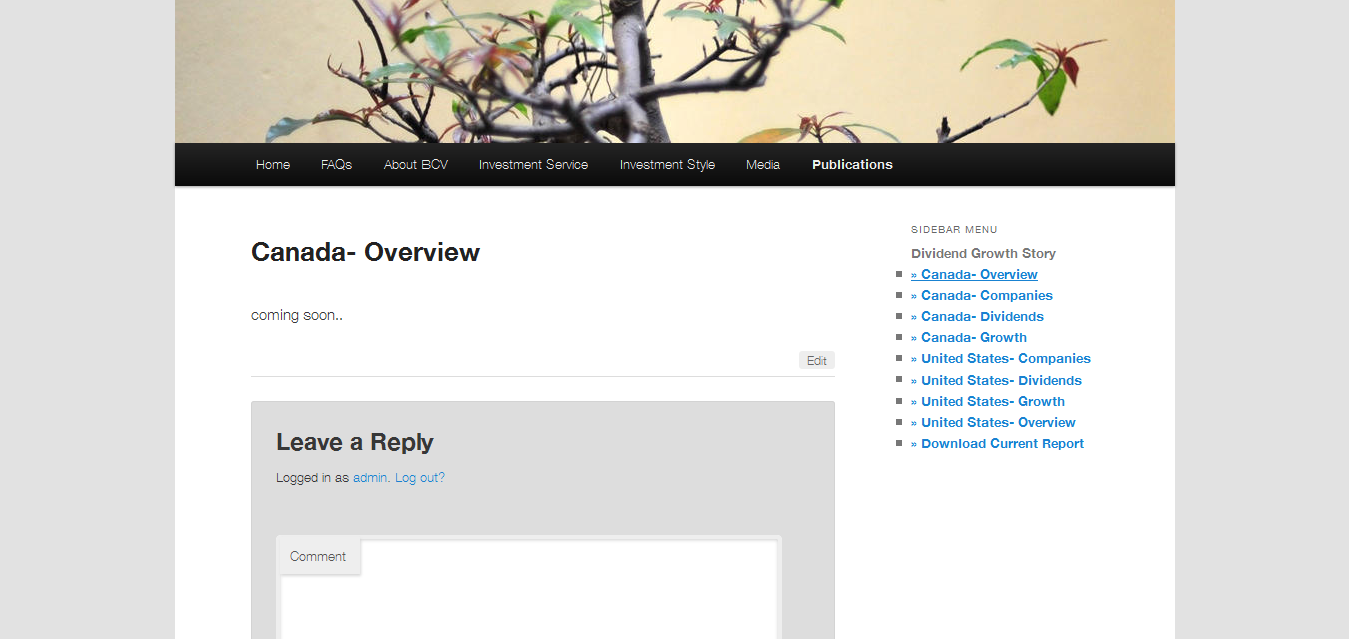 Home FAQs About BCV Investment Service Investment Style Media Publications
Canada- Overview
coming soon..
Edit
Leave a Reply
Logged in as admin. Log out?
Comment
SIDEBAR MENU
Dividend Growth Story
» Canada- Overview
» Canada- Companies
» Canada- Dividends
» Canada- Growth
» United States- Companies
» United States- Dividends
» United States- Growth
» United States- Overview
» Download Current Report